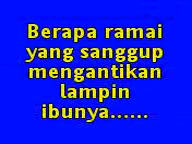 Berapa ramai
yang sanggup
mengantikan
lampin
ibunya......